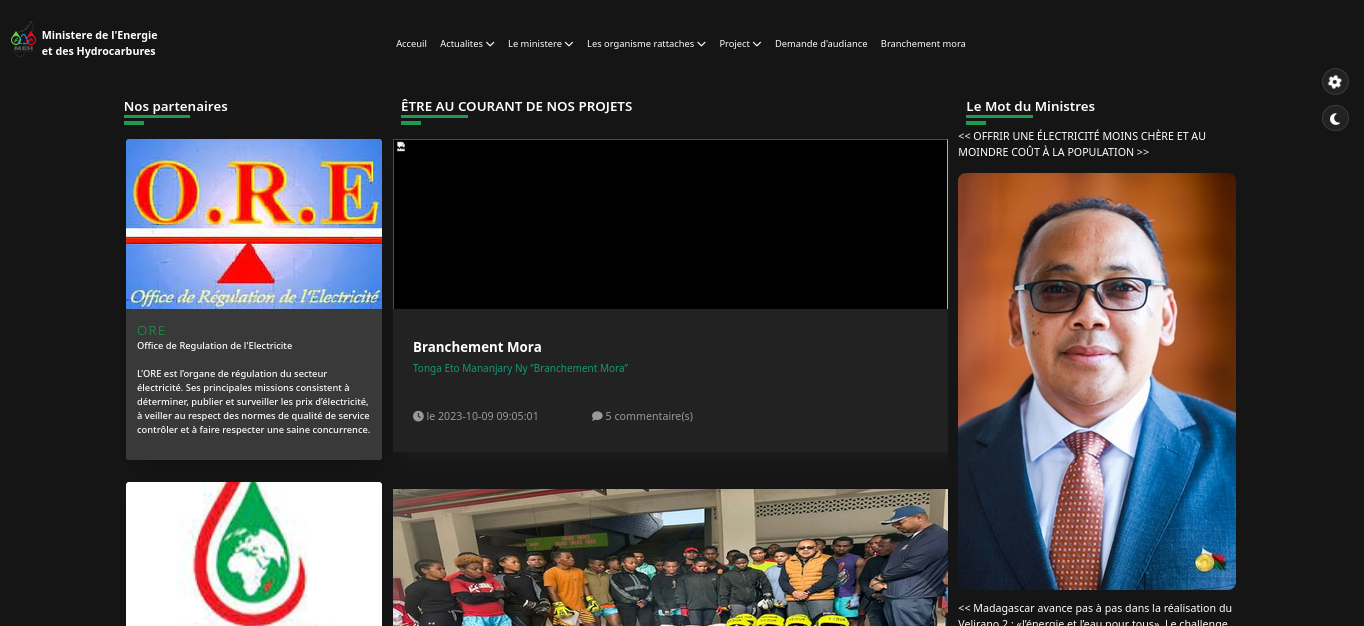 Ministere de l'Energie
et des Hydrocarbures
MEH
Acceuil Actualites Le ministere Les organisme rattaches Project Demande d'audiance Branchement mora
Nos partenaires
O.R.E
Office de Régulation de l'Electricité
ORE
Office de Regulation de l'Electricite
L'ORE est l'organe de régulation du secteur
électricité. Ses principales missions consistent à
déterminer, publier et surveiller les prix d'électricité,
à veiller au respect des normes de qualité de service
contrôler et à faire respecter une saine concurrence.
ÊTRE AU COURANT DE NOS PROJETS
Branchement Mora
Tonga Eto Mananjary Ny "Branchement Mora"
le 2023-10-09 09:05:01 5 commentaire(s)
Le Mot du Ministres
<< OFFRIR UNE ÉLECTRICITÉ MOINS CHÈRE ET AU
MOINDRE COÛT À LA POPULATION >>
<< Madagascar avance pas à pas dans la réalisation du
Velirano 2 : «l'énergie et l'eau pour tous». Le challenge